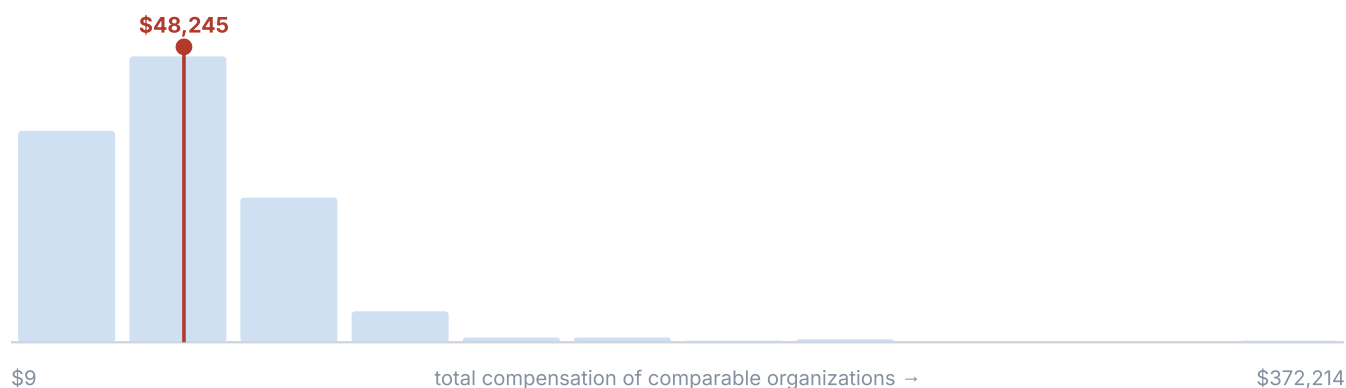 $48,245
$9 total compensation of comparable organizations → $372,214